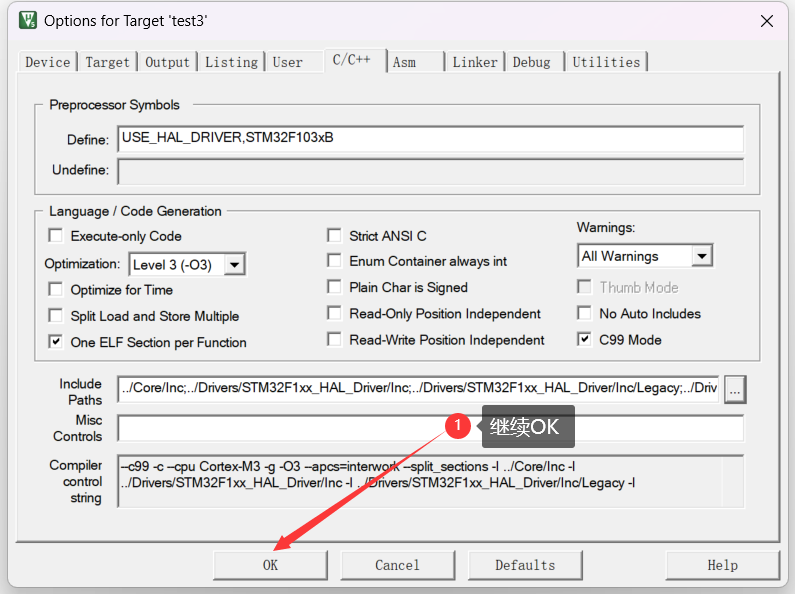 Options for Target 'test3'
Device Target Output Listing User C/C++ Asm Linker Debug Utilities
Preprocessor Symbols
Define: USE_HAL_DRIVER,STM32F103xB
Undefine:
Language / Code Generation
Execute-only Code
Optimization: Level 3 (-O3)
Optimize for Time
Split Load and Store Multiple
One ELF Section per Function
Strict ANSI C
Enum Container always int
Plain Char is Signed
Read-Only Position Independent
Read-Write Position Independent
Warnings:
All Warnings
Thumb Mode
No Auto Includes
C99 Mode
Include
Paths
../Core/Inc;../Drivers/STM32F1xx_HAL_Driver/Inc;../Drivers/STM32F1xx_HAL_Driver/Inc/Legacy;../Driv
...
Misc
Controls
1 继续OK
Compiler
control
string
--c99 -c --cpu Cortex-M3 -g -O3 --apcs=interwork --split_sections -I ../Core/Inc -I
../Drivers/STM32F1xx_HAL_Driver/Inc -I ../Drivers/STM32F1xx_HAL_Driver/Inc/Legacy -I
OK Cancel Defaults Help